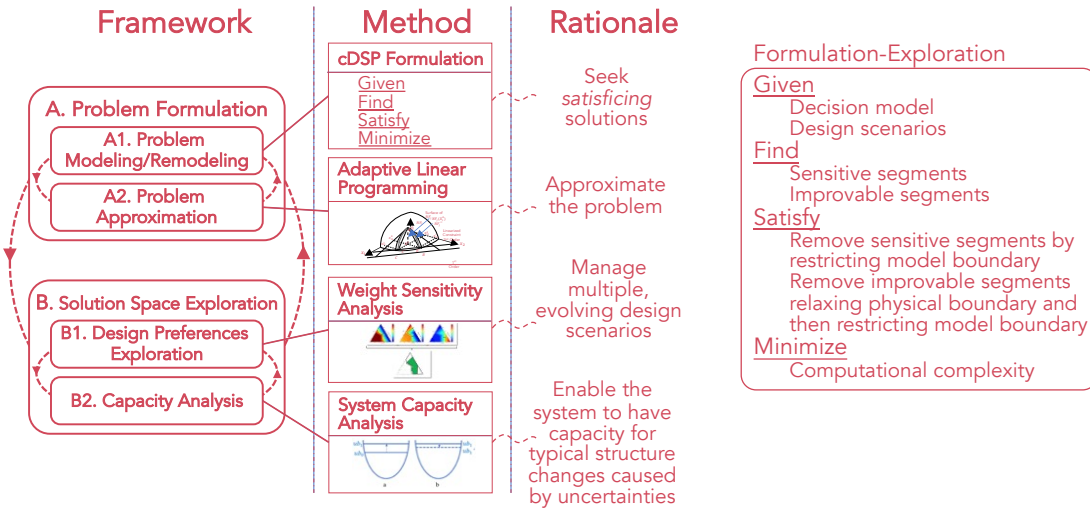 Framework
Method
Rationale
A. Problem Formulation
A1. Problem
Modeling/Remodeling
A2. Problem
Approximation
B. Solution Space Exploration
B1. Design Preferences
Exploration
B2. Capacity Analysis
cDSP Formulation
Given
Find
Satisfy
Minimize
Adaptive Linear
Programming
Weight Sensitivity
Analysis
System Capacity
Analysis
a
b
Seek
satisficing
solutions
Approximate
the problem
Manage
multiple,
evolving design
scenarios
Enable the
system to have
capacity for
typical structure
changes caused
by uncertainties
Formulation-Exploration
Given
Decision model
Design scenarios
Find
Sensitive segments
Improvable segments
Satisfy
Remove sensitive segments by
restricting model boundary
Remove improvable segments
relaxing physical boundary and
then restricting model boundary
Minimize
Computational complexity